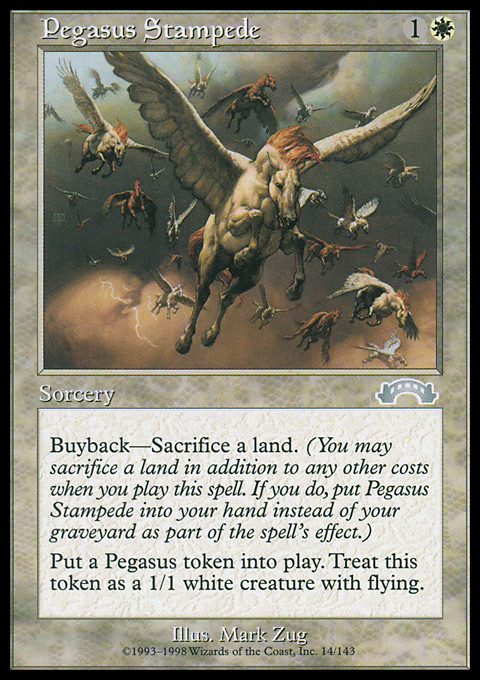 Pegasus Stampede 1
Sorcery
Buyback—Sacrifice a land. (You may
sacrifice a land in addition to any other costs
when you play this spell. If you do, put Pegasus
Stampede into your hand instead of your
graveyard as part of the spell's effect.)
Put a Pegasus token into play. Treat this
token as a 1/1 white creature with flying.
Illus. Mark Zug
©1993–1998 Wizards of the Coast, Inc. 14/143